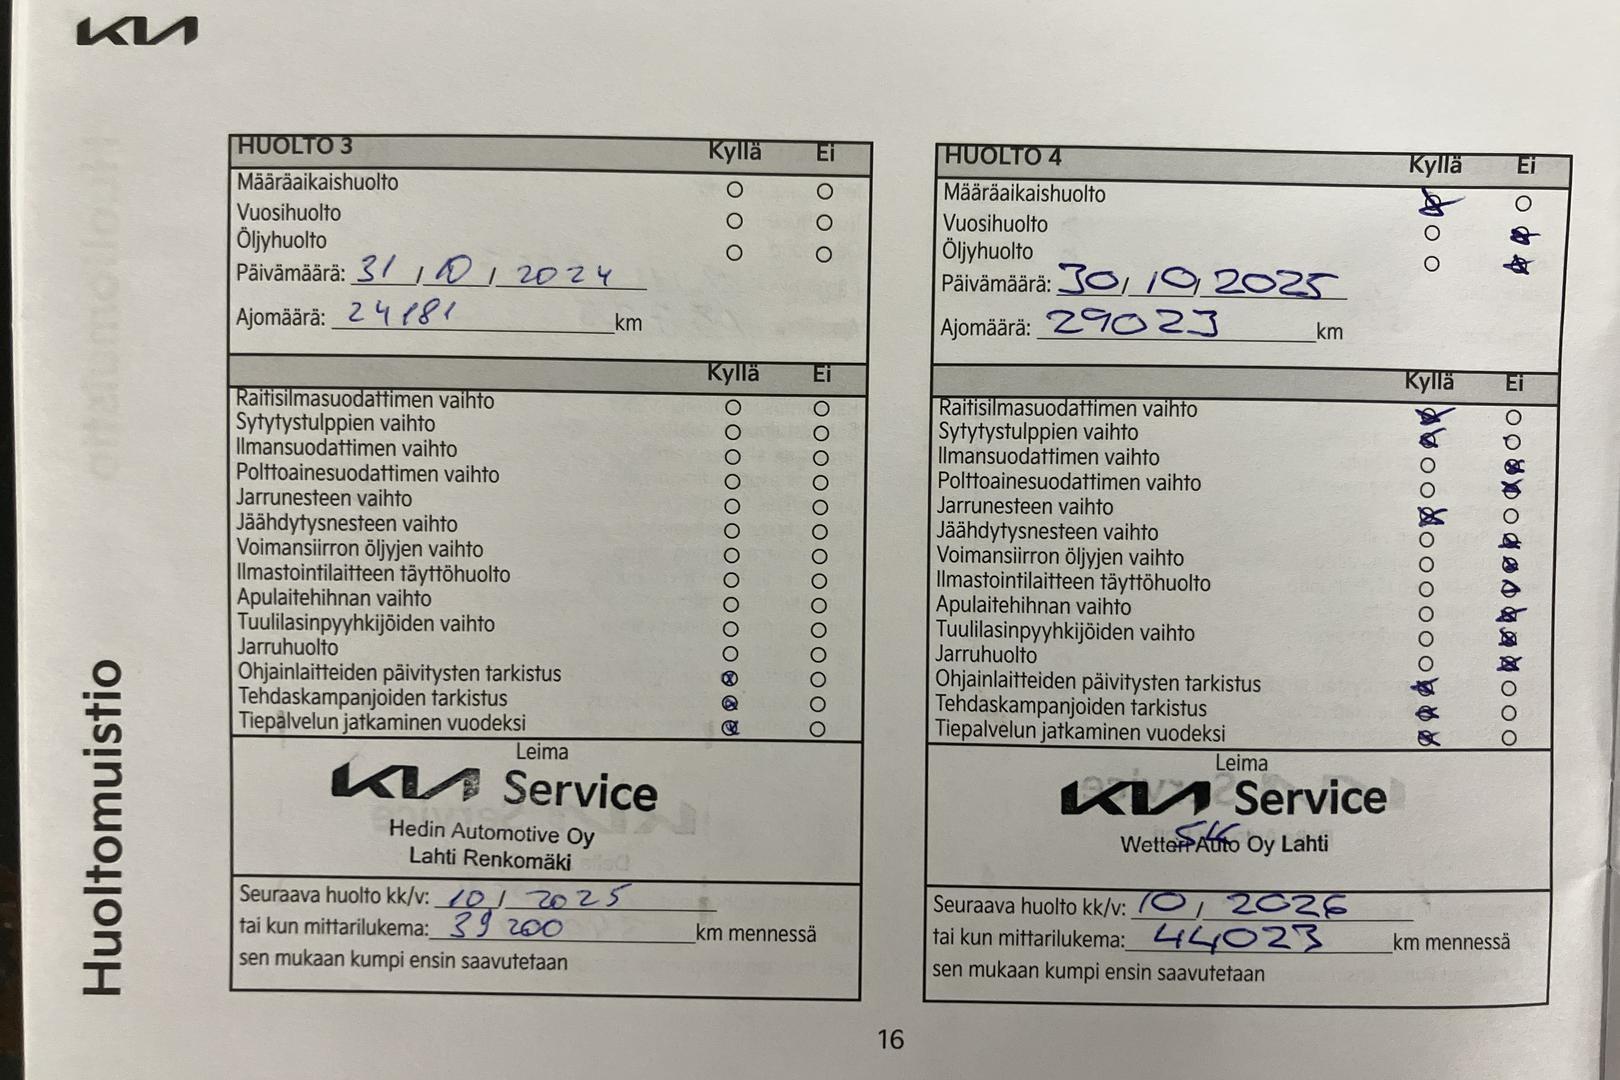 KIA
Huoltomuistio
HUOLTO 3 Kyllä Ei
Määräaikaishuolto
Vuosihuolto
Öljyhuolto
Päivämäärä: 31 / 10 / 2024
Ajomäärä: 24181 km
Kyllä Ei
Raitisilmasuodattimen vaihto
Sytytystulppien vaihto
Ilmansuodattimen vaihto
Polttoainesuodattimen vaihto
Jarrunesteen vaihto
Jäähdytysnesteen vaihto
Voimansiirron öljyjen vaihto
Ilmastointilaitteen täyttöhuolto
Apulaitehihnan vaihto
Tuulilasinpyyhkijöiden vaihto
Jarruhuolto
Ohjainlaitteiden päivitysten tarkistus
Tehdaskampanjoiden tarkistus
Tiepalvelun jatkaminen vuodeksi
Leima
KIA Service
Hedin Automotive Oy
Lahti Renkomäki
Seuraava huolto kk/v: 10 / 2025
tai kun mittarilukema: 39 200 km mennessä
sen mukaan kumpi ensin saavutetaan
HUOLTO 4 Kyllä Ei
Määräaikaishuolto
Vuosihuolto
Öljyhuolto
Päivämäärä: 30 / 10 / 2025
Ajomäärä: 29023 km
Kyllä Ei
Raitisilmasuodattimen vaihto
Sytytystulppien vaihto
Ilmansuodattimen vaihto
Polttoainesuodattimen vaihto
Jarrunesteen vaihto
Jäähdytysnesteen vaihto
Voimansiirron öljyjen vaihto
Ilmastointilaitteen täyttöhuolto
Apulaitehihnan vaihto
Tuulilasinpyyhkijöiden vaihto
Jarruhuolto
Ohjainlaitteiden päivitysten tarkistus
Tehdaskampanjoiden tarkistus
Tiepalvelun jatkaminen vuodeksi
Leima
KIA Service
Wetteri Auto Oy Lahti
Seuraava huolto kk/v: 10 / 2026
tai kun mittarilukema: 44023 km mennessä
sen mukaan kumpi ensin saavutetaan
16